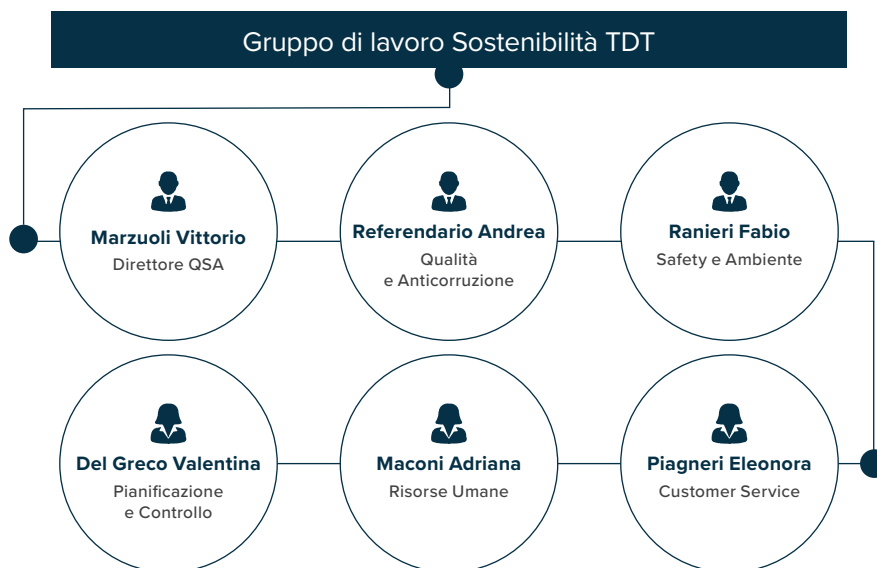 Gruppo di lavoro Sostenibilità TDT
Marzuoli Vittorio
Direttore QSA
Referendario Andrea
Qualità
e Anticorruzione
Ranieri Fabio
Safety e Ambiente
Del Greco Valentina
Pianificazione
e Controllo
Maconi Adriana
Risorse Umane
Piagneri Eleonora
Customer Service